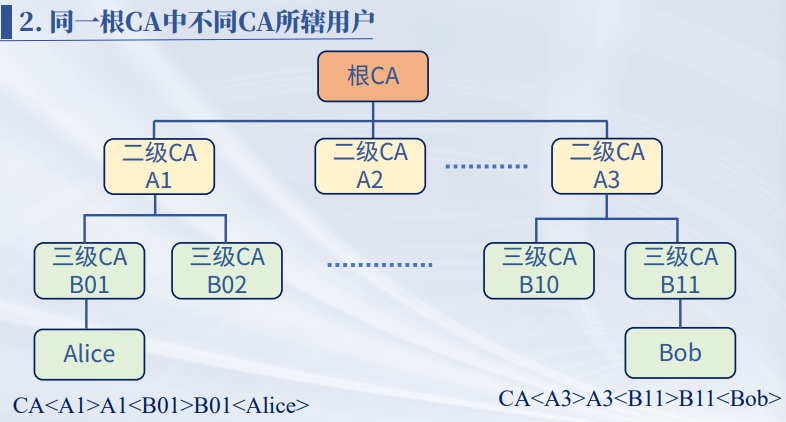 2. 同一根CA中不同CA所辖用户
根CA
二级CA
A1
二级CA
A2
二级CA
A3
三级CA
B01
三级CA
B02
三级CA
B10
三级CA
B11
Alice
Bob
CA<A1>A1<B01>B01<Alice>
CA<A3>A3<B11>B11<Bob>